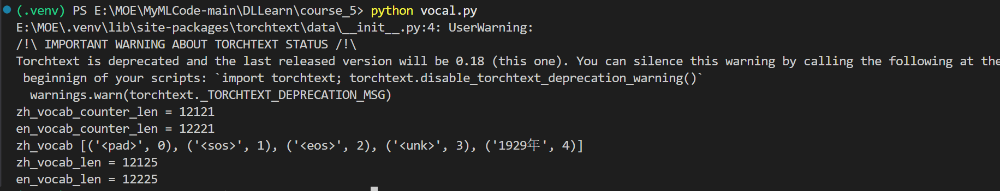 (.venv) PS E:\MOE\MyMLCode-main\DLLearn\course_5> python vocal.py
E:\MOE\.venv\lib\site-packages\torchtext\data\__init__.py:4: UserWarning:
/!\ IMPORTANT WARNING ABOUT TORCHTEXT STATUS /!\
Torchtext is deprecated and the last released version will be 0.18 (this one). You can silence this warning by calling the following at the
 beginnign of your scripts: `import torchtext; torchtext.disable_torchtext_deprecation_warning()`
  warnings.warn(torchtext._TORCHTEXT_DEPRECATION_MSG)
zh_vocab_counter_len = 12121
en_vocab_counter_len = 12221
zh_vocab [('<pad>', 0), ('<sos>', 1), ('<eos>', 2), ('<unk>', 3), ('1929年', 4)]
zh_vocab_len = 12125
en_vocab_len = 12225